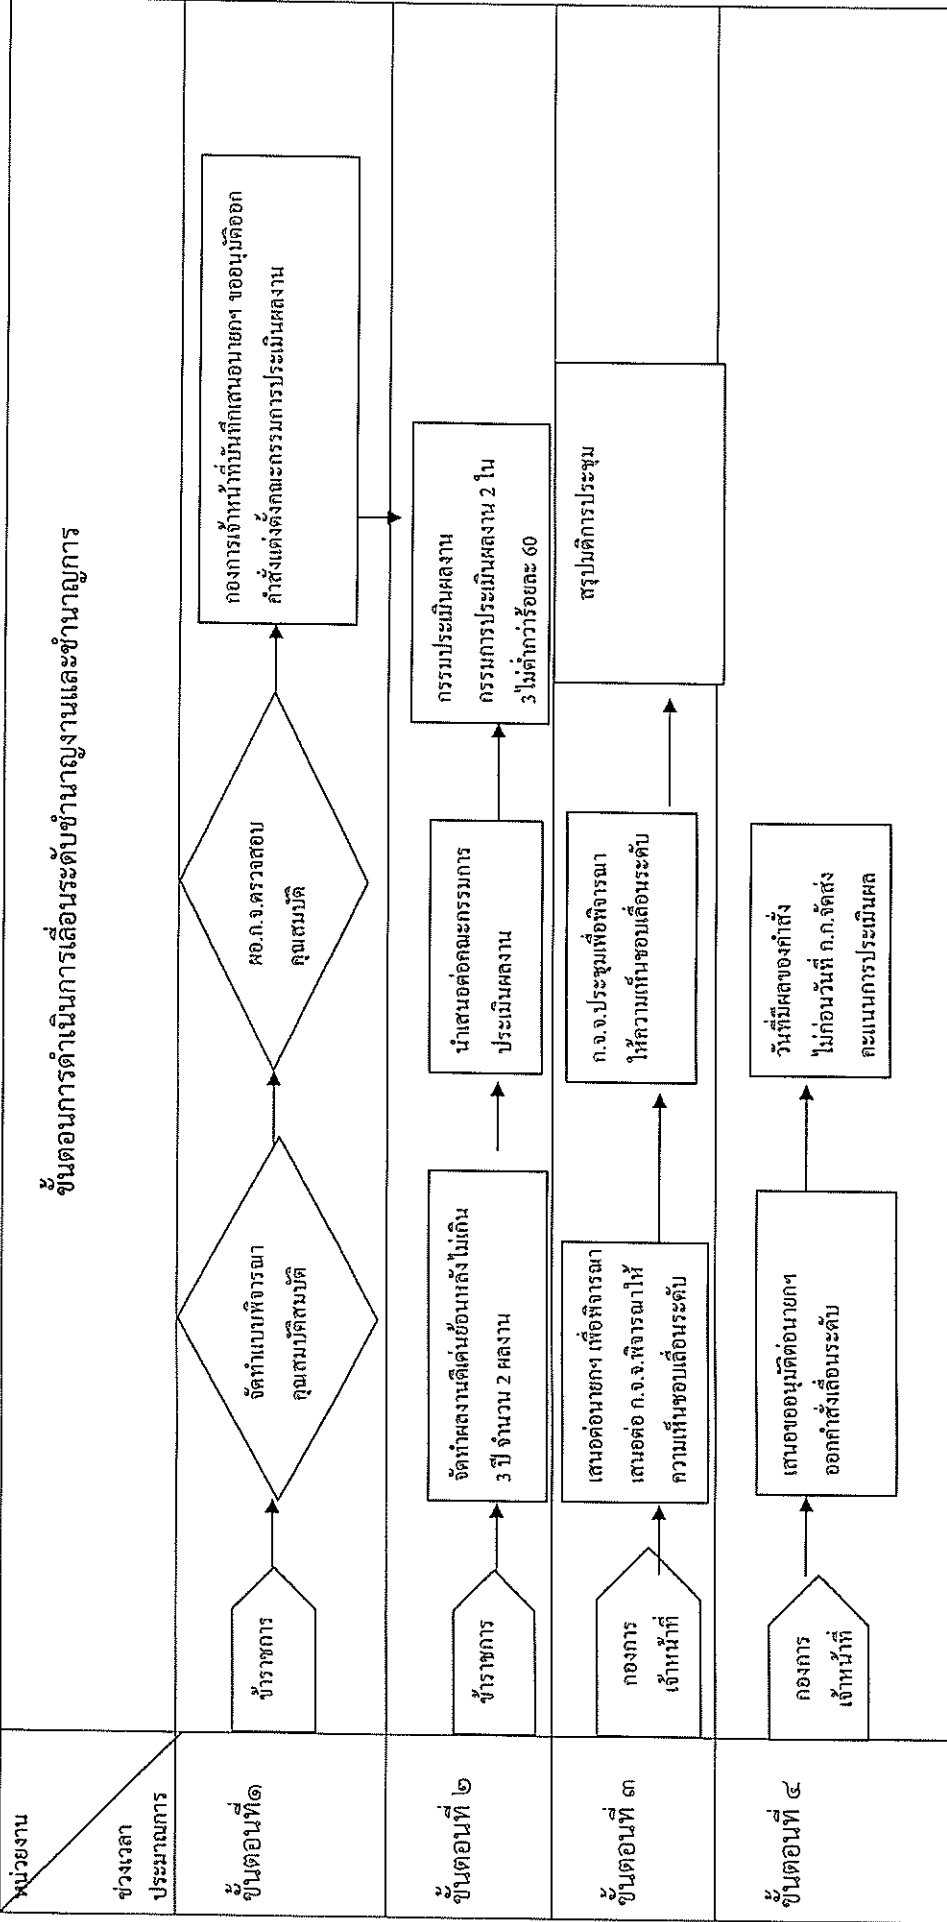 ขั้นตอนการดำเนินการเลื่อนระดับชำนาญงานและชำนาญการ
หน่วยงาน
ช่วงเวลา
ประมาณการ
ขั้นตอนที่๑
ข้าราชการ
จัดทำแบบพิจารณา
คุณสมบัติสมบัติ
ผอ.ก.จ.ตรวจสอบ
คุณสมบัติ
กองการเจ้าหน้าที่บันทึกเสนอนายกฯ ขออนุมัติออก
คำสั่งแต่งตั้งคณะกรรมการประเมินผลงาน
ขั้นตอนที่ ๒
ข้าราชการ
จัดทำผลงานดีเด่นย้อนหลังไม่เกิน
3 ปี จำนวน 2 ผลงาน
นำเสนอต่อคณะกรรมการ
ประเมินผลงาน
กรรมประเมินผลงาน
กรรมการประเมินผลงาน 2 ใน
3 ไม่ต่ำกว่าร้อยละ 60
ขั้นตอนที่ ๓
กองการ
เจ้าหน้าที่
เสนอต่อนายกฯ เพื่อพิจารณา
เสนอต่อ ก.จ.จ.พิจารณาให้
ความเห็นชอบเลื่อนระดับ
ก.จ.จ.ประชุมเพื่อพิจารณา
ให้ความเห็นชอบเลื่อนระดับ
สรุปมติการประชุม
ขั้นตอนที่ ๔
กองการ
เจ้าหน้าที่
เสนอขออนุมัติต่อนายกฯ
ออกคำสั่งเลื่อนระดับ
วันที่มีผลของคำสั่ง
ไม่ก่อนวันที่ ก.ก.จัดส่ง
คะแนนการประเมินผล